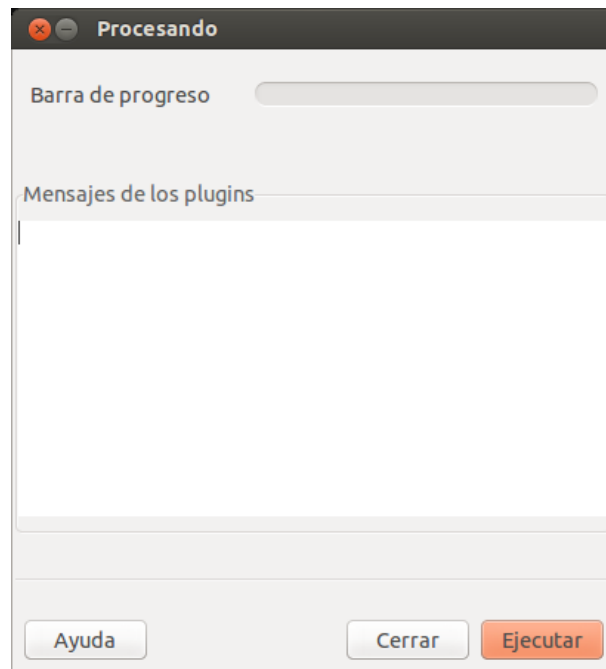 Procesando
Barra de progreso
Mensajes de los plugins
Ayuda Cerrar Ejecutar